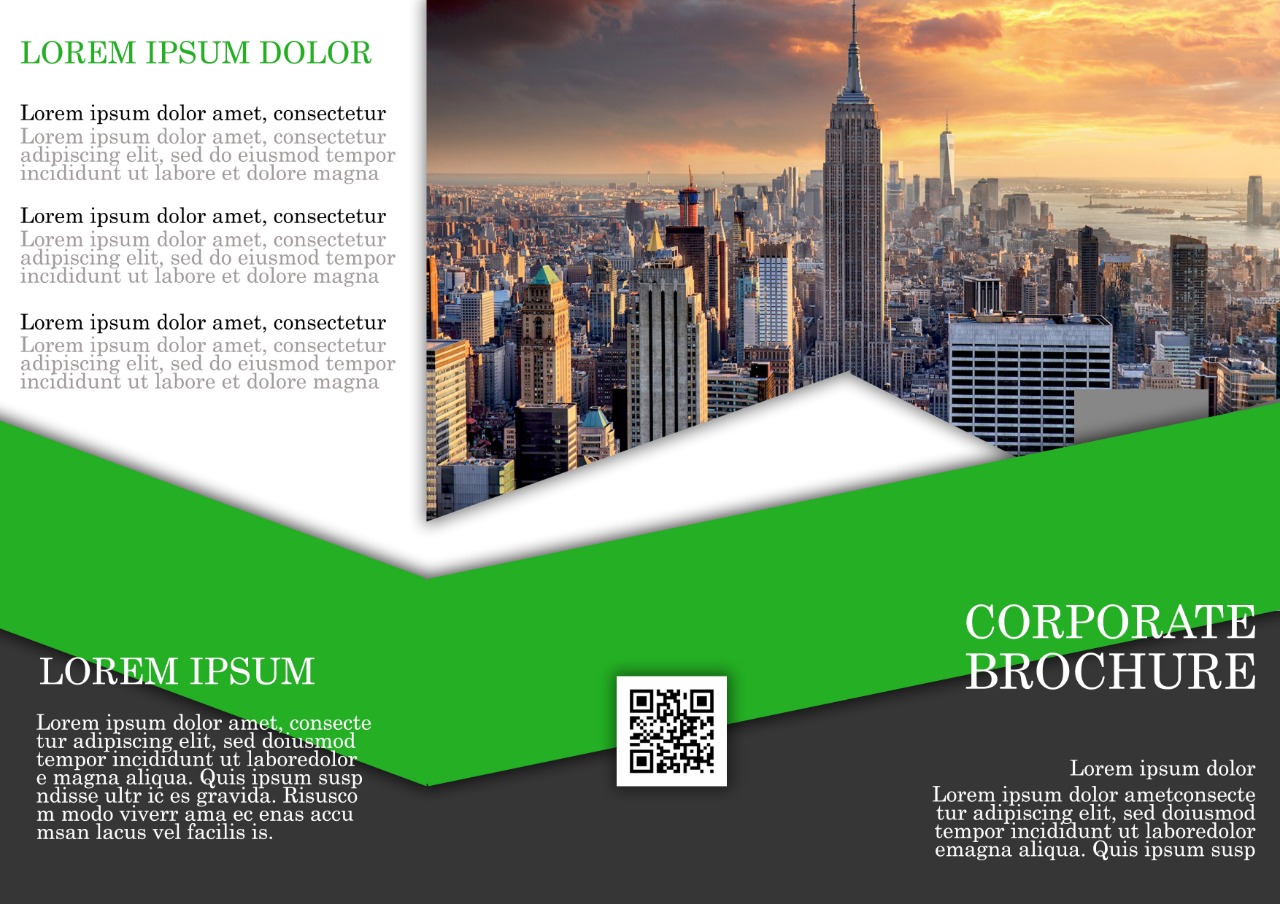 LOREM IPSUM DOLOR
Lorem ipsum dolor amet, consectetur
Lorem ipsum dolor amet, consectetur
adipiscing elit, sed do eiusmod tempor
incididunt ut labore et dolore magna
Lorem ipsum dolor amet, consectetur
Lorem ipsum dolor amet, consectetur
adipiscing elit, sed do eiusmod tempor
incididunt ut labore et dolore magna
Lorem ipsum dolor amet, consectetur
Lorem ipsum dolor amet, consectetur
adipiscing elit, sed do eiusmod tempor
incididunt ut labore et dolore magna
LOREM IPSUM
Lorem ipsum dolor amet, consecte
tur adipiscing elit, sed doiusmod
tempor incididunt ut laboredolor
e magna aliqua. Quis ipsum susp
ndisse ultr ic es gravida. Risusco
m modo viverr ama ec enas accu
msan lacus vel facilis is.
CORPORATE
BROCHURE
Lorem ipsum dolor
Lorem ipsum dolor ametconsecte
tur adipiscing elit, sed doiusmod
tempor incididunt ut laboredolor
emagna aliqua. Quis ipsum susp